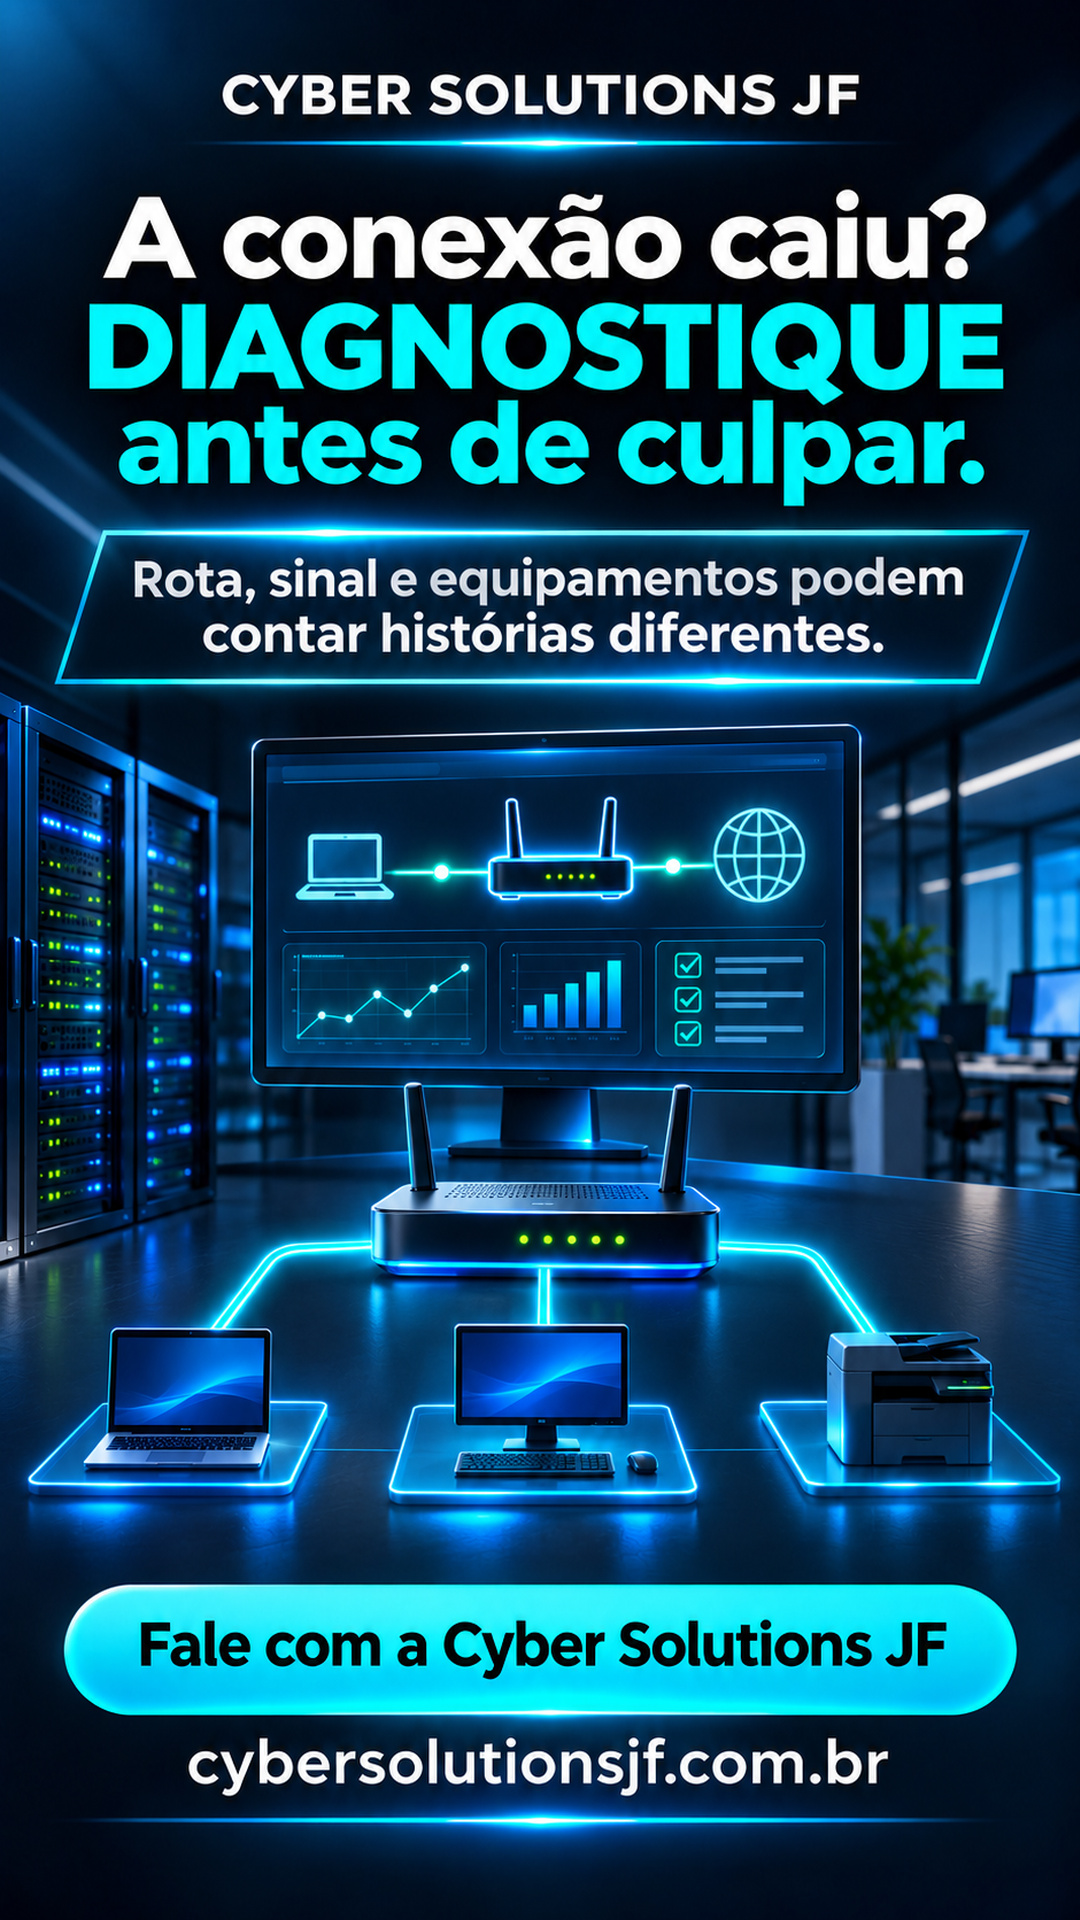 CYBER SOLUTIONS JF
A conexão caiu?
DIAGNOSTIQUE
antes de culpar.
Rota, sinal e equipamentos podem
contar histórias diferentes.
Fale com a Cyber Solutions JF
cybersolutionsjf.com.br